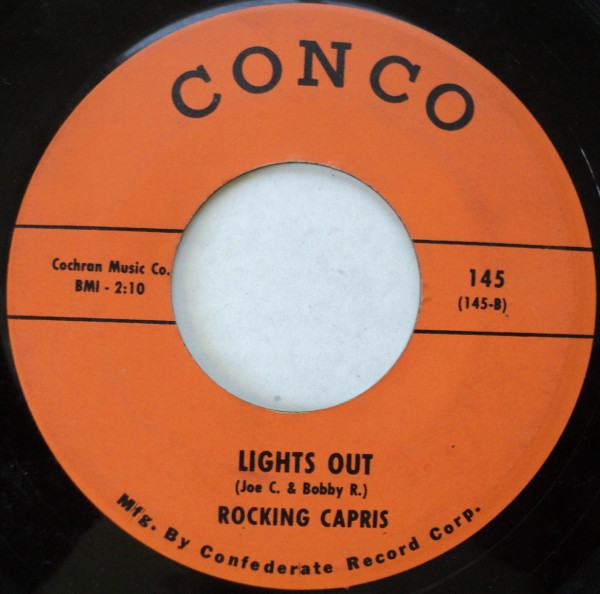 CONCO
Cochran Music Co.
BMI - 2:10
145
(145-B)
LIGHTS OUT
(Joe C. & Bobby R.)
ROCKING CAPRIS
Mfg. By Confederate Record Corp.